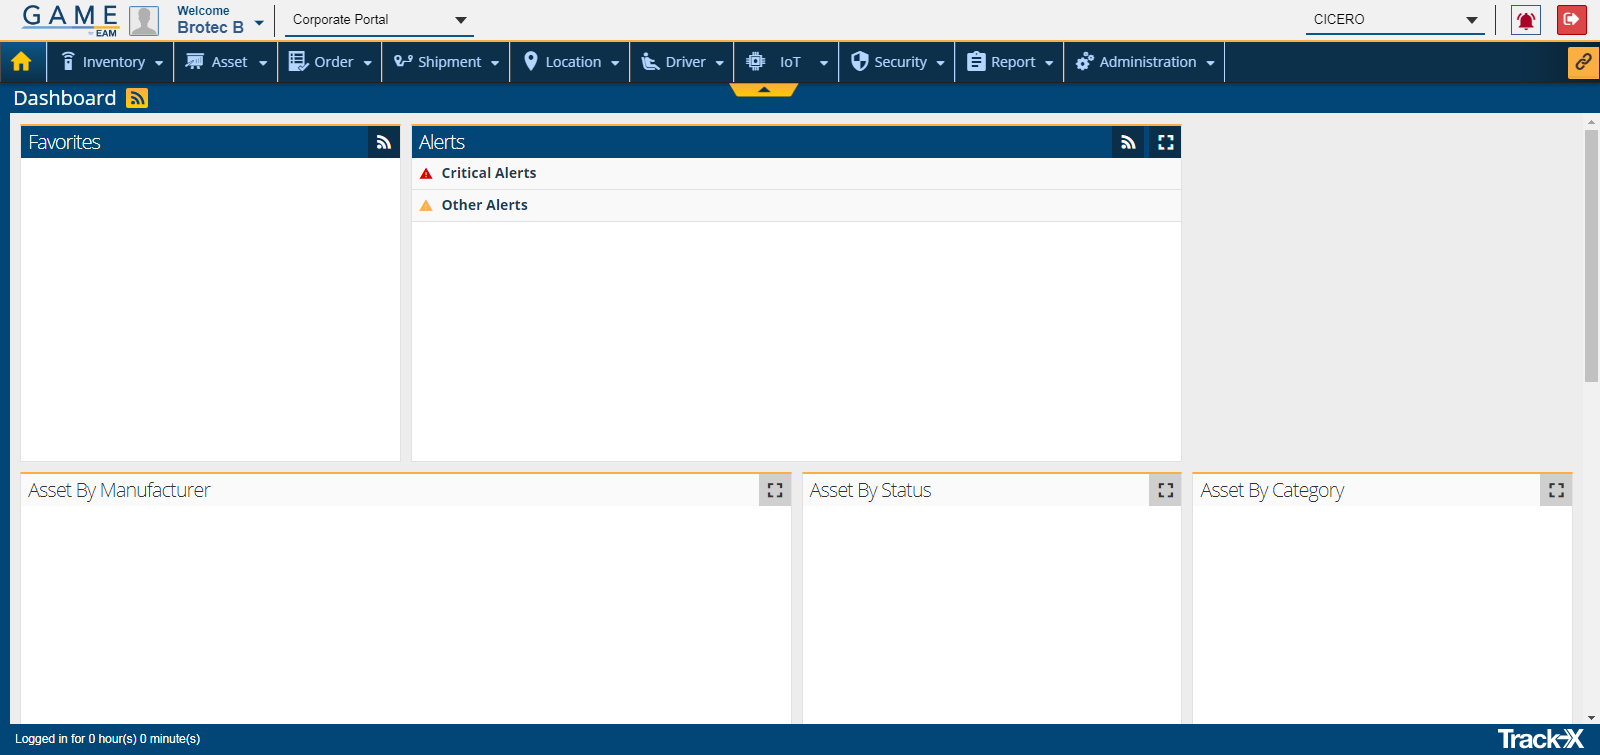 GAME
by EAM
Welcome
Brotec B
Corporate Portal
CICERO
Inventory
Asset
Order
Shipment
Location
Driver
IoT
Security
Report
Administration
Dashboard
Favorites
Alerts
Critical Alerts
Other Alerts
Asset By Manufacturer
Asset By Status
Asset By Category
Logged in for 0 hour(s) 0 minute(s)
Track-X